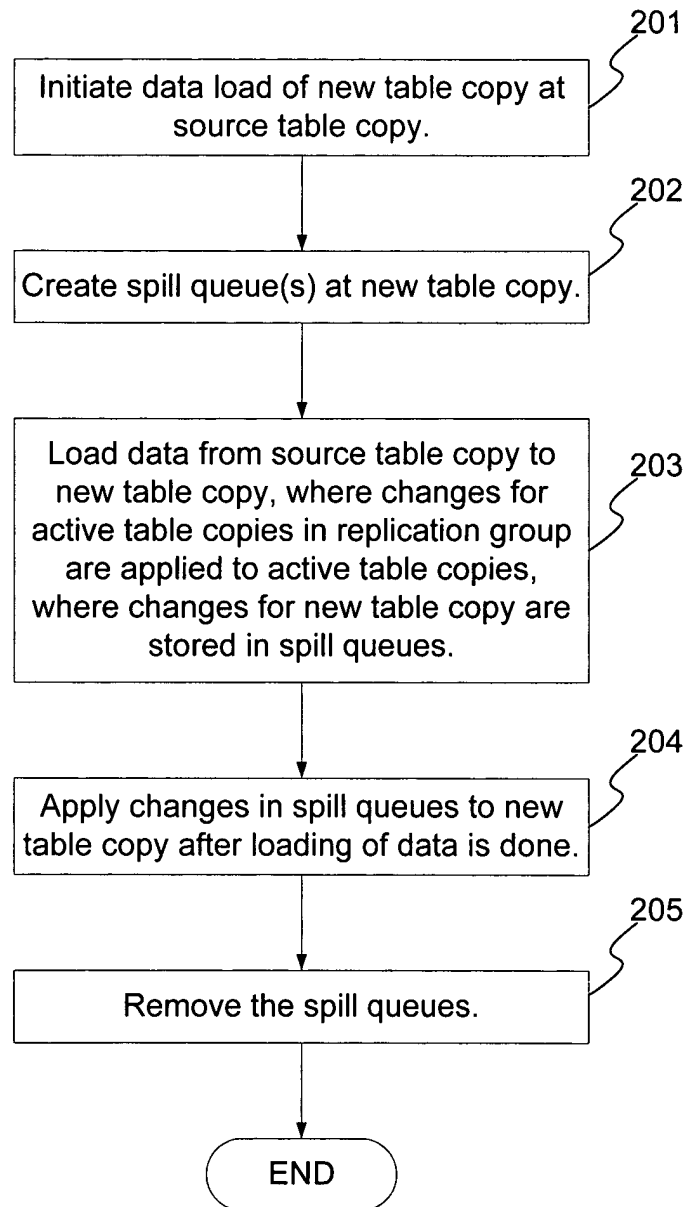 201
Initiate data load of new table copy at
source table copy.
202
Create spill queue(s) at new table copy.
203
Load data from source table copy to
new table copy, where changes for
active table copies in replication group
are applied to active table copies,
where changes for new table copy are
stored in spill queues.
204
Apply changes in spill queues to new
table copy after loading of data is done.
205
Remove the spill queues.
END